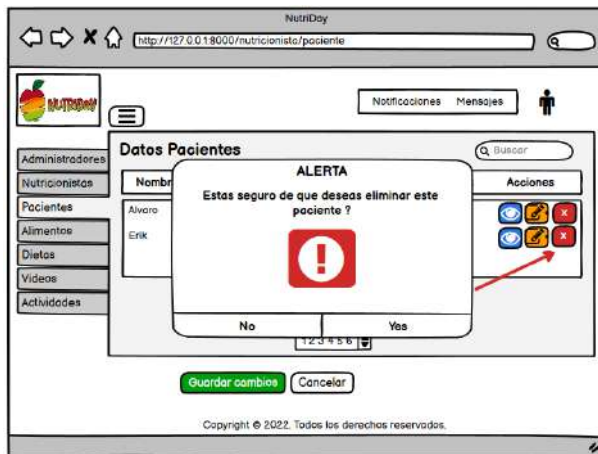 NutriDay
http://127.0.0.1:8000/nutricionista/paciente
NUTRIDAY
Notificaciones Mensajes
Datos Pacientes
Buscar
Administradores
Nutricionistas
Pacientes
Alimentos
Dietas
Videos
Actividades
Nombr
Acciones
Alvaro
Erik
ALERTA
Estas seguro de que deseas eliminar este
paciente ?
No Yes
1 2 3 4 5 6
Guardar cambios Cancelar
Copyright © 2022. Todos los derechos reservados.